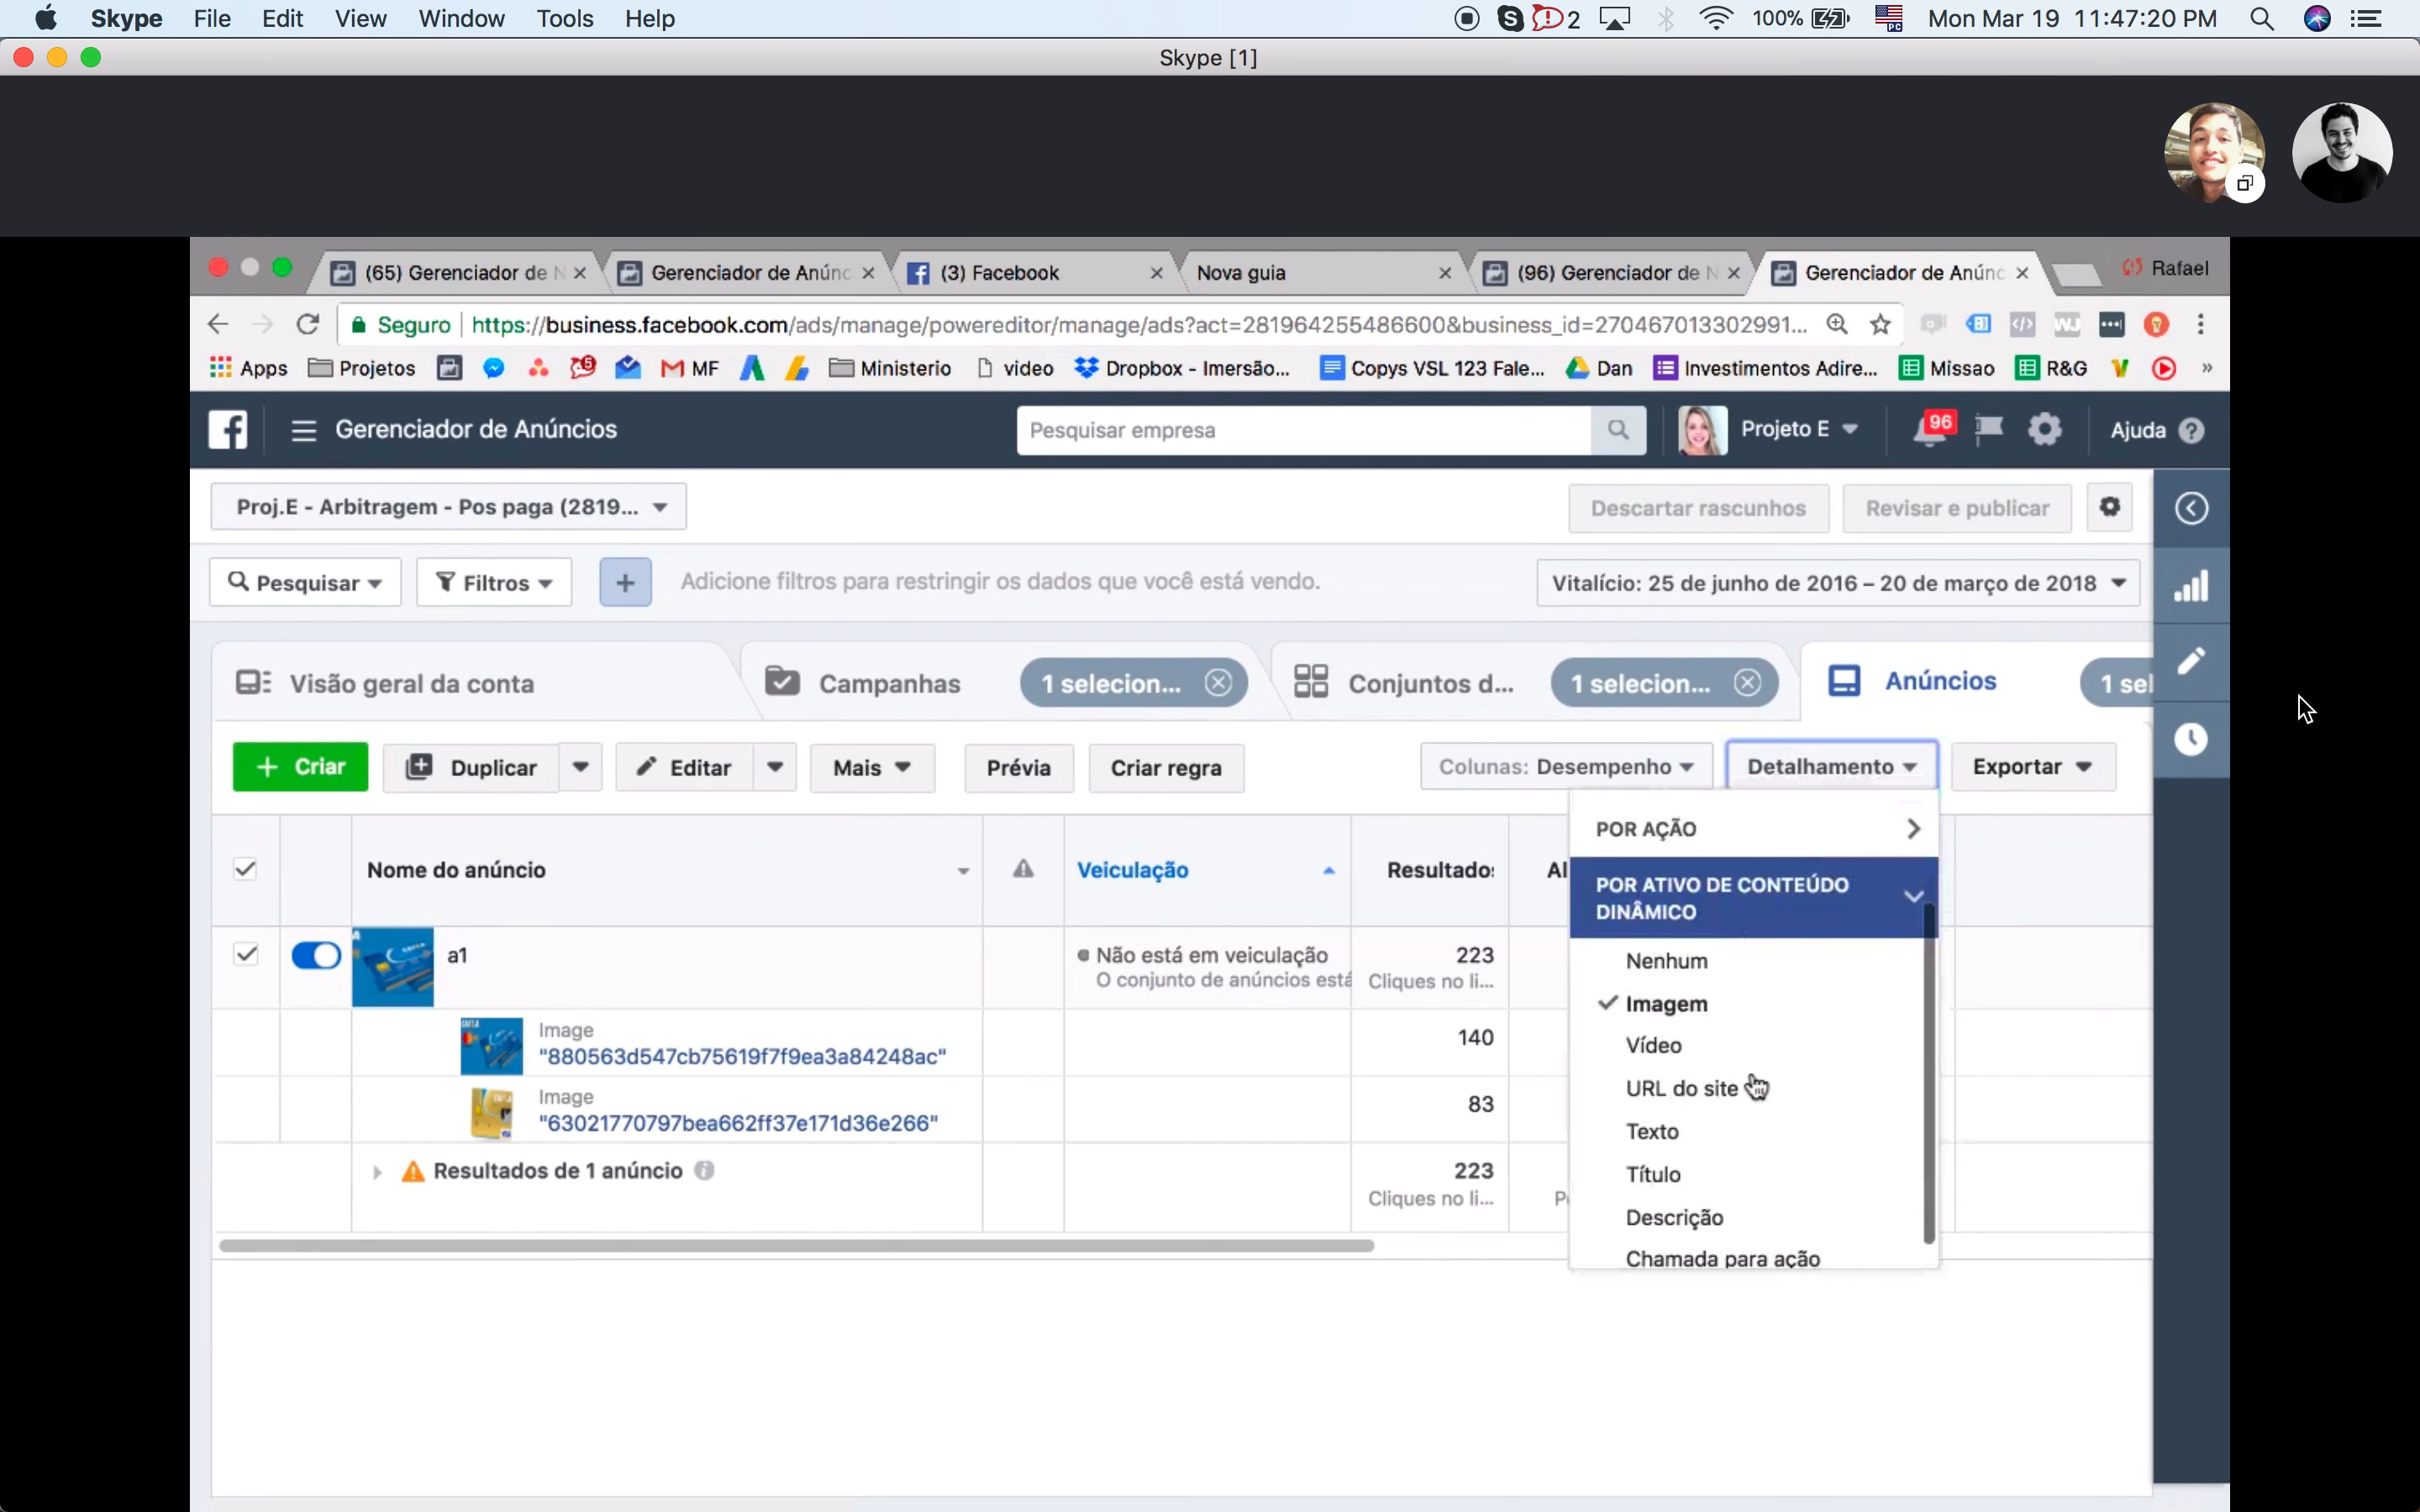 Skype File Edit View Window Tools Help 2 100% Mon Mar 19 11:47:20 PM
Skype [1]
(65) Gerenciador de N Gerenciador de Anúnc (3) Facebook Nova guia (96) Gerenciador de N Gerenciador de Anúnc Rafael
Seguro https://business.facebook.com/ads/manage/powereditor/manage/ads?act=281964255486600&business_id=270467013302991...
Apps Projetos 5 MF Ministerio video Dropbox - Imersão... Copys VSL 123 Fale... Dan Investimentos Adire... Missao R&G »
Gerenciador de Anúncios Pesquisar empresa Projeto E 96 Ajuda ?
Proj.E - Arbitragem - Pos paga (2819... Descartar rascunhos Revisar e publicar
Pesquisar Filtros + Adicione filtros para restringir os dados que você está vendo. Vitalício: 25 de junho de 2016 – 20 de março de 2018
Visão geral da conta Campanhas 1 selecion... Conjuntos d... 1 selecion... Anúncios 1 sel
+ Criar Duplicar Editar Mais Prévia Criar regra Colunas: Desempenho Detalhamento Exportar
Nome do anúncio Veiculação Resultados Al
a1 Não está em veiculação 223
O conjunto de anúncios está Cliques no li...
Image 140
"880563d547cb75619f7f9ea3a84248ac"
Image 83
"63021770797bea662ff37e171d36e266"
Resultados de 1 anúncio 223
Cliques no li...
POR AÇÃO
POR ATIVO DE CONTEÚDO
DINÂMICO
Nenhum
Imagem
Vídeo
URL do site
Texto
Título
Descrição
Chamada para ação